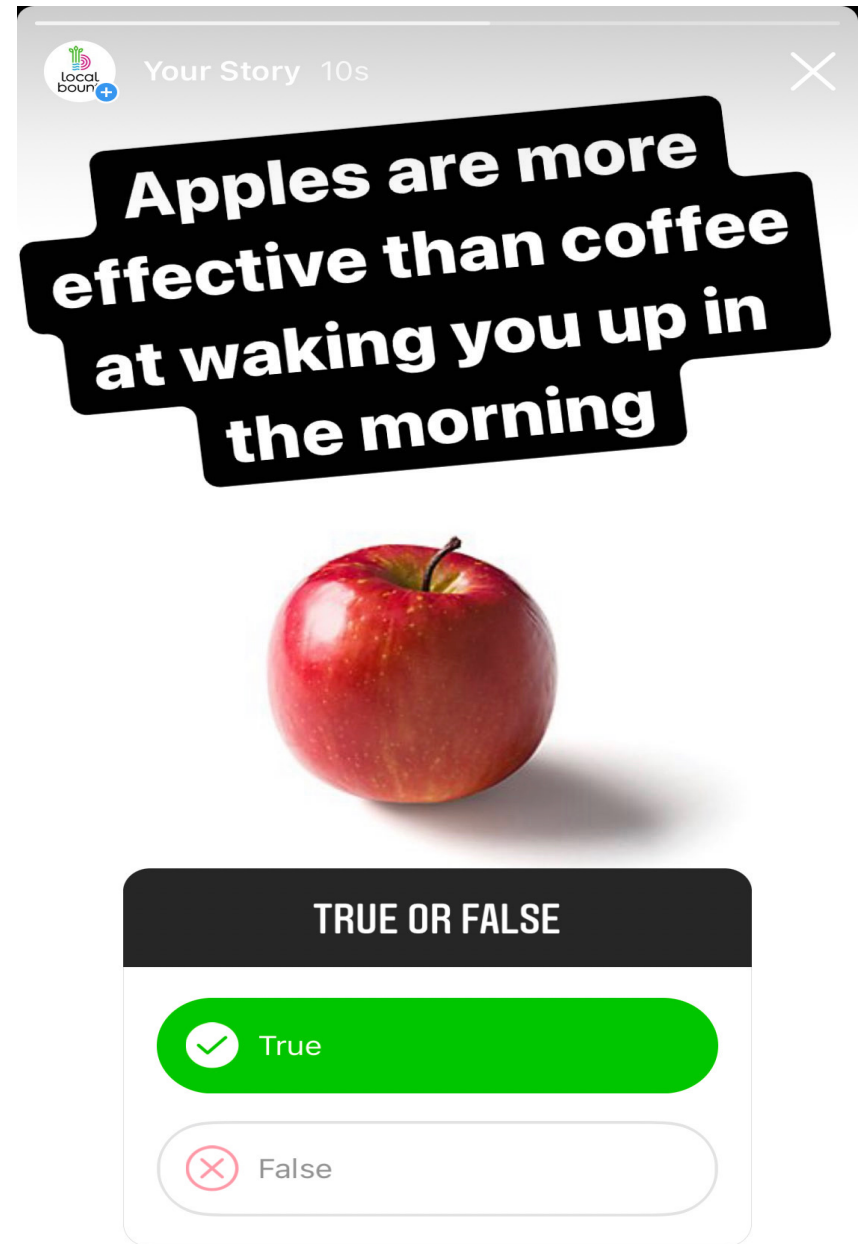 local
Your Story 10s
Apples are more
effective than coffee
at waking you up in
the morning
TRUE OR FALSE
True
False